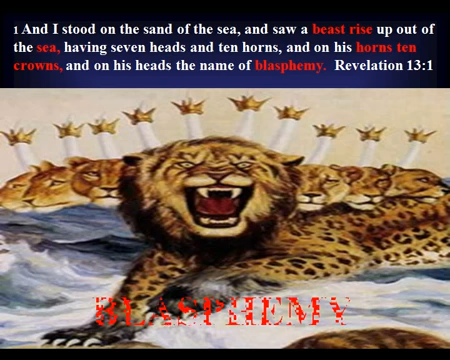 1 And I stood on the sand of the sea, and saw a beast rise up out of
the sea, having seven heads and ten horns, and on his horns ten
crowns, and on his heads the name of blasphemy.  Revelation 13:1
BLASPHEMY